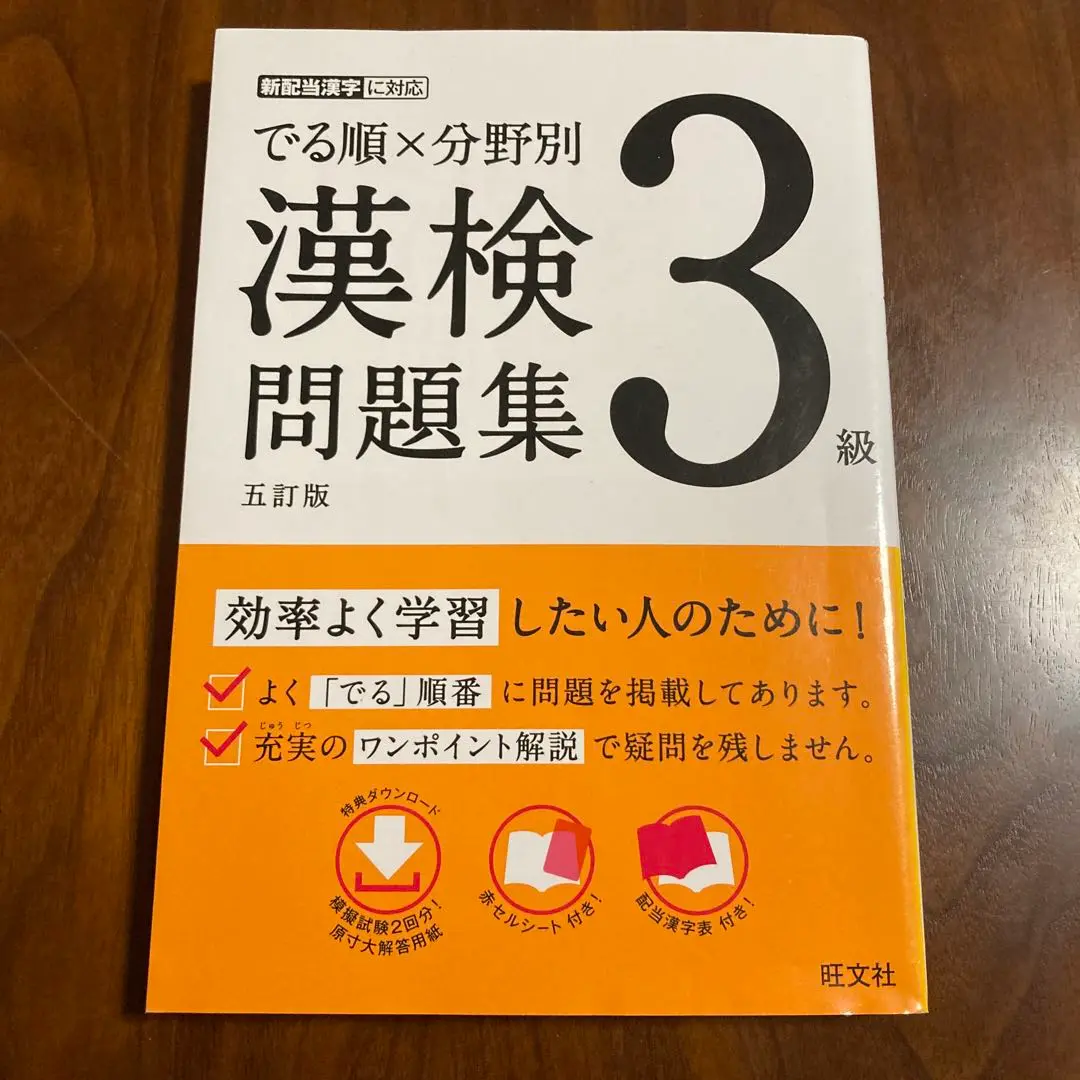 新配当漢字に対応
でる順×分野別
漢検
問題集
3級
五訂版
効率よく学習したい人のために!
よく「でる」順番に問題を掲載してあります。
じゅう じつ
充実のワンポイント解説で疑問を残しません。
特典ダウンロード
模擬試験2回分!
原寸大解答用紙
赤セルシート 付き!
配当漢字表 付き!
旺文社